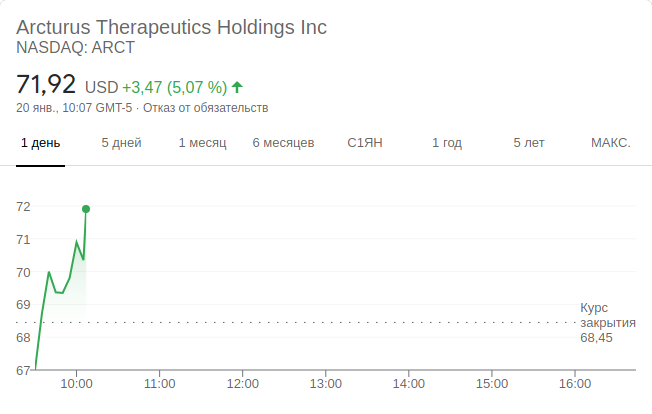 Arcturus Therapeutics Holdings Inc
NASDAQ: ARCT
71,92 USD +3,47 (5,07 %)
20 янв., 10:07 GMT-5 · Отказ от обязательств
1 день 5 дней 1 месяц 6 месяцев С1ЯН 1 год 5 лет МАКС.
72
71
70
69
68
67
Курс
закрытия
68,45
10:00 11:00 12:00 13:00 14:00 15:00 16:00